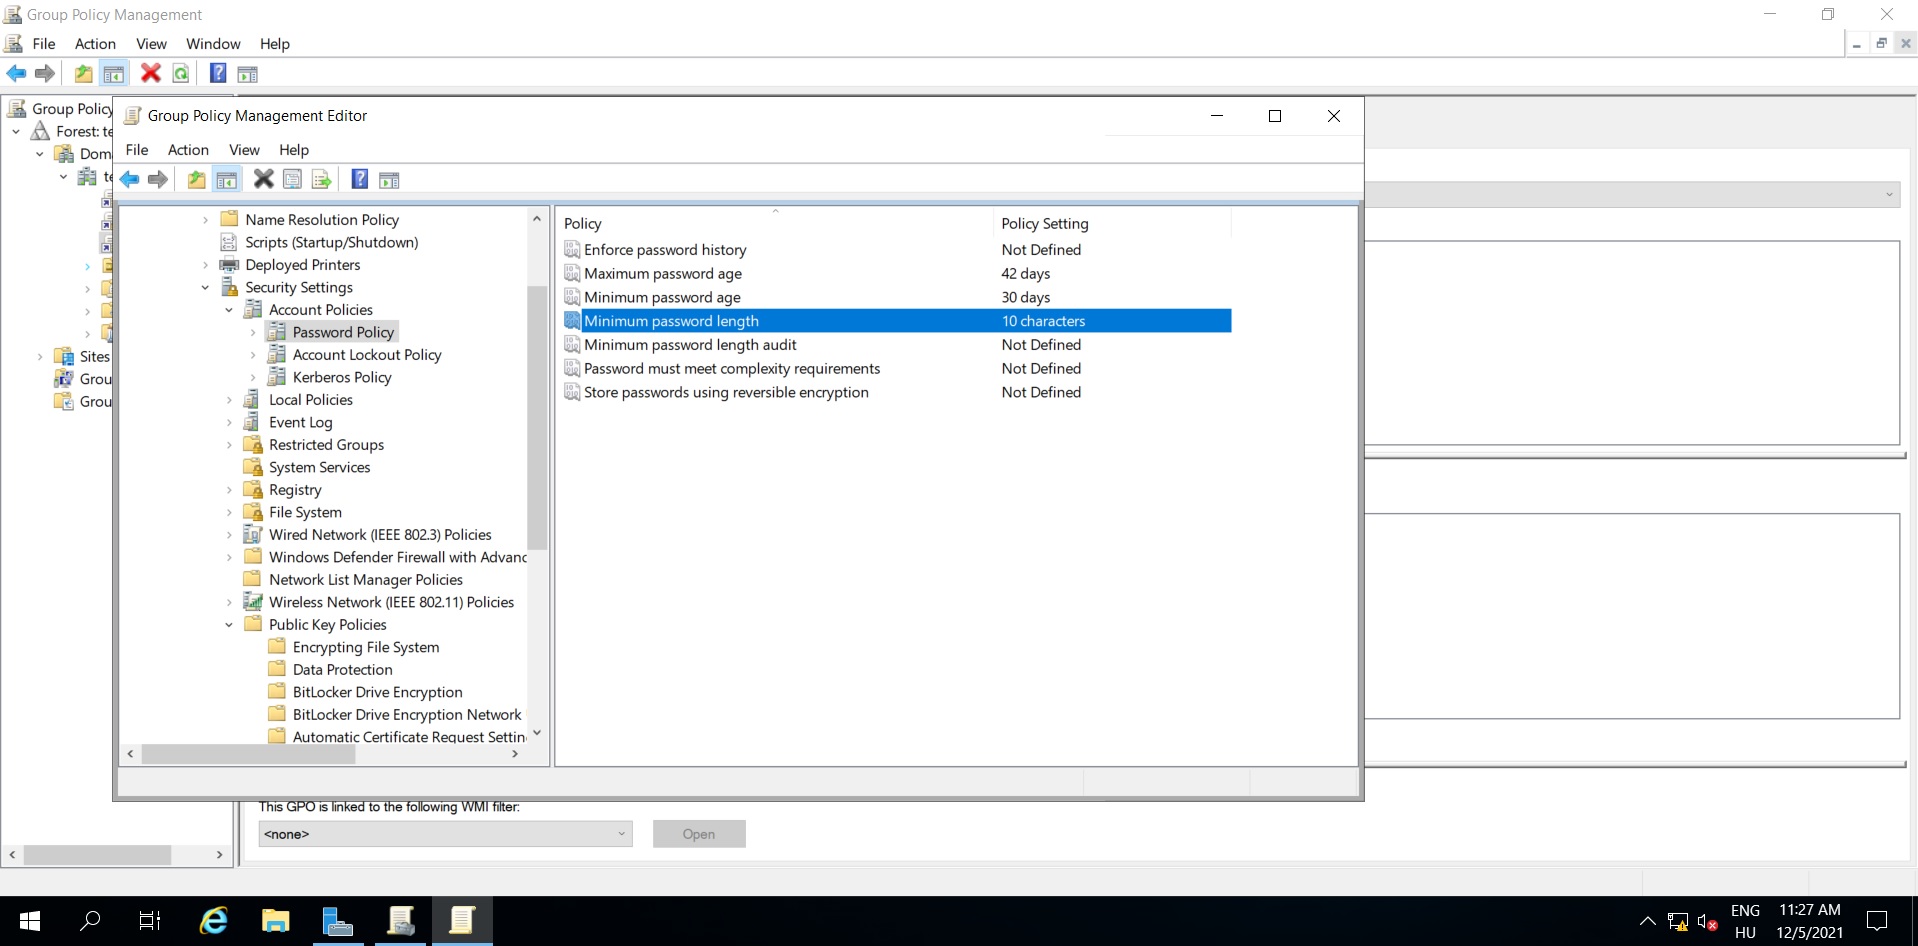 Group Policy Management
File Action View Window Help
Group Policy
Forest: te
Doma
te
Sites
Grou
Grou
Group Policy Management Editor
File Action View Help
Name Resolution Policy
Scripts (Startup/Shutdown)
Deployed Printers
Security Settings
Account Policies
Password Policy
Account Lockout Policy
Kerberos Policy
Local Policies
Event Log
Restricted Groups
System Services
Registry
File System
Wired Network (IEEE 802.3) Policies
Windows Defender Firewall with Advanc
Network List Manager Policies
Wireless Network (IEEE 802.11) Policies
Public Key Policies
Encrypting File System
Data Protection
BitLocker Drive Encryption
BitLocker Drive Encryption Network
Automatic Certificate Request Settin
Policy Policy Setting
Enforce password history Not Defined
Maximum password age 42 days
Minimum password age 30 days
Minimum password length 10 characters
Minimum password length audit Not Defined
Password must meet complexity requirements Not Defined
Store passwords using reversible encryption Not Defined
This GPO is linked to the following WMI filter:
<none> Open
ENG 11:27 AM
HU 12/5/2021